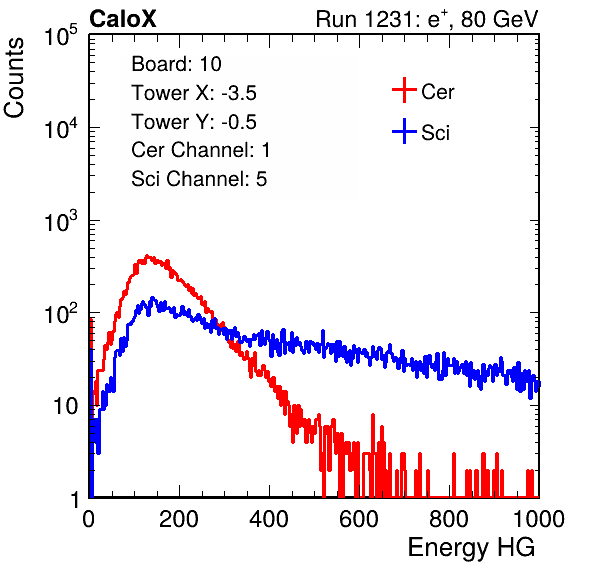 CaloX Run 1231: e⁺, 80 GeV
Counts
Board: 10
Tower X: -3.5
Tower Y: -0.5
Cer Channel: 1
Sci Channel: 5
Cer
Sci
10⁵
10⁴
10³
10²
10
1
0 200 400 600 800 1000
Energy HG